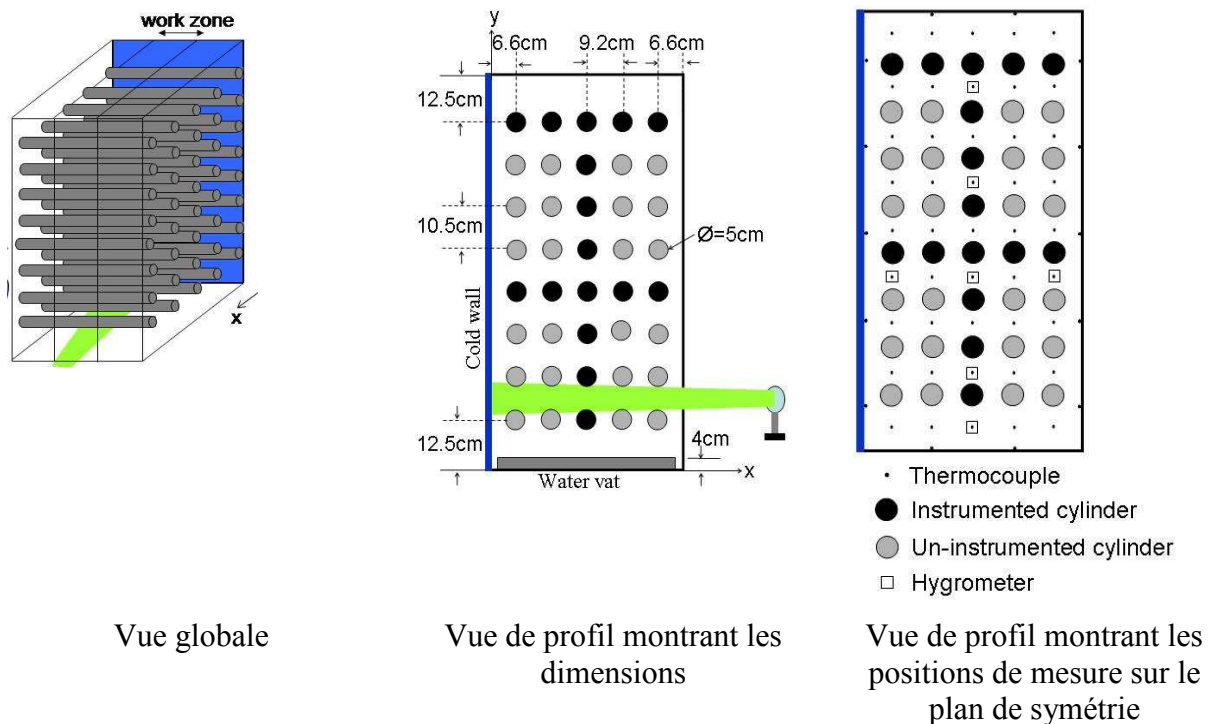 work zone
x
y
6.6cm
9.2cm
6.6cm
12.5cm
10.5cm
Ø=5cm
Cold wall
12.5cm
4cm
x
Water vat
Thermocouple
Instrumented cylinder
Un-instrumented cylinder
Hygrometer
Vue globale
Vue de profil montrant les
dimensions
Vue de profil montrant les
positions de mesure sur le
plan de symétrie